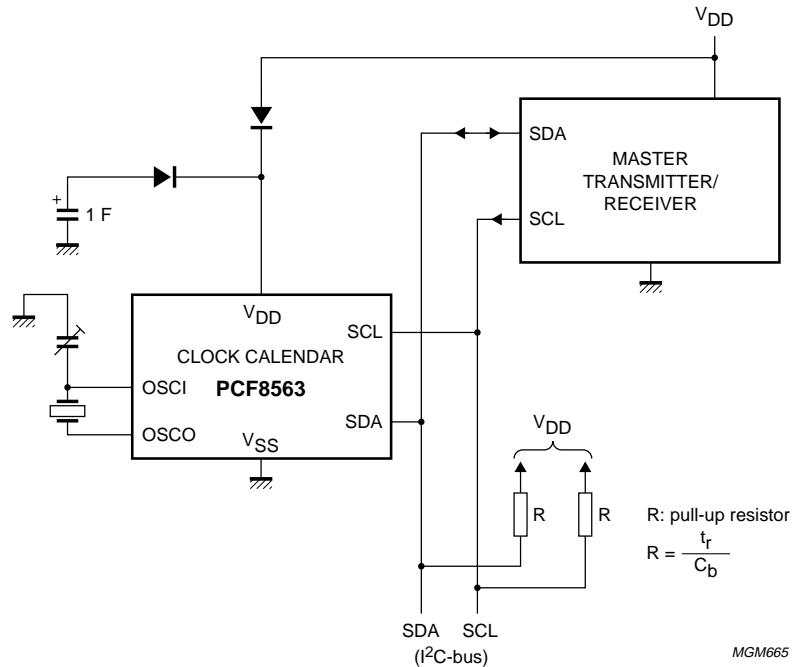 VDD
SDA
MASTER
TRANSMITTER/
RECEIVER
SCL
+
1 F
VDD
SCL
CLOCK CALENDAR
PCF8563
OSCI
SDA
OSCO
VSS
VDD
R
R
R: pull-up resistor
R = tr / Cb
SDA SCL
(I²C-bus)
MGM665